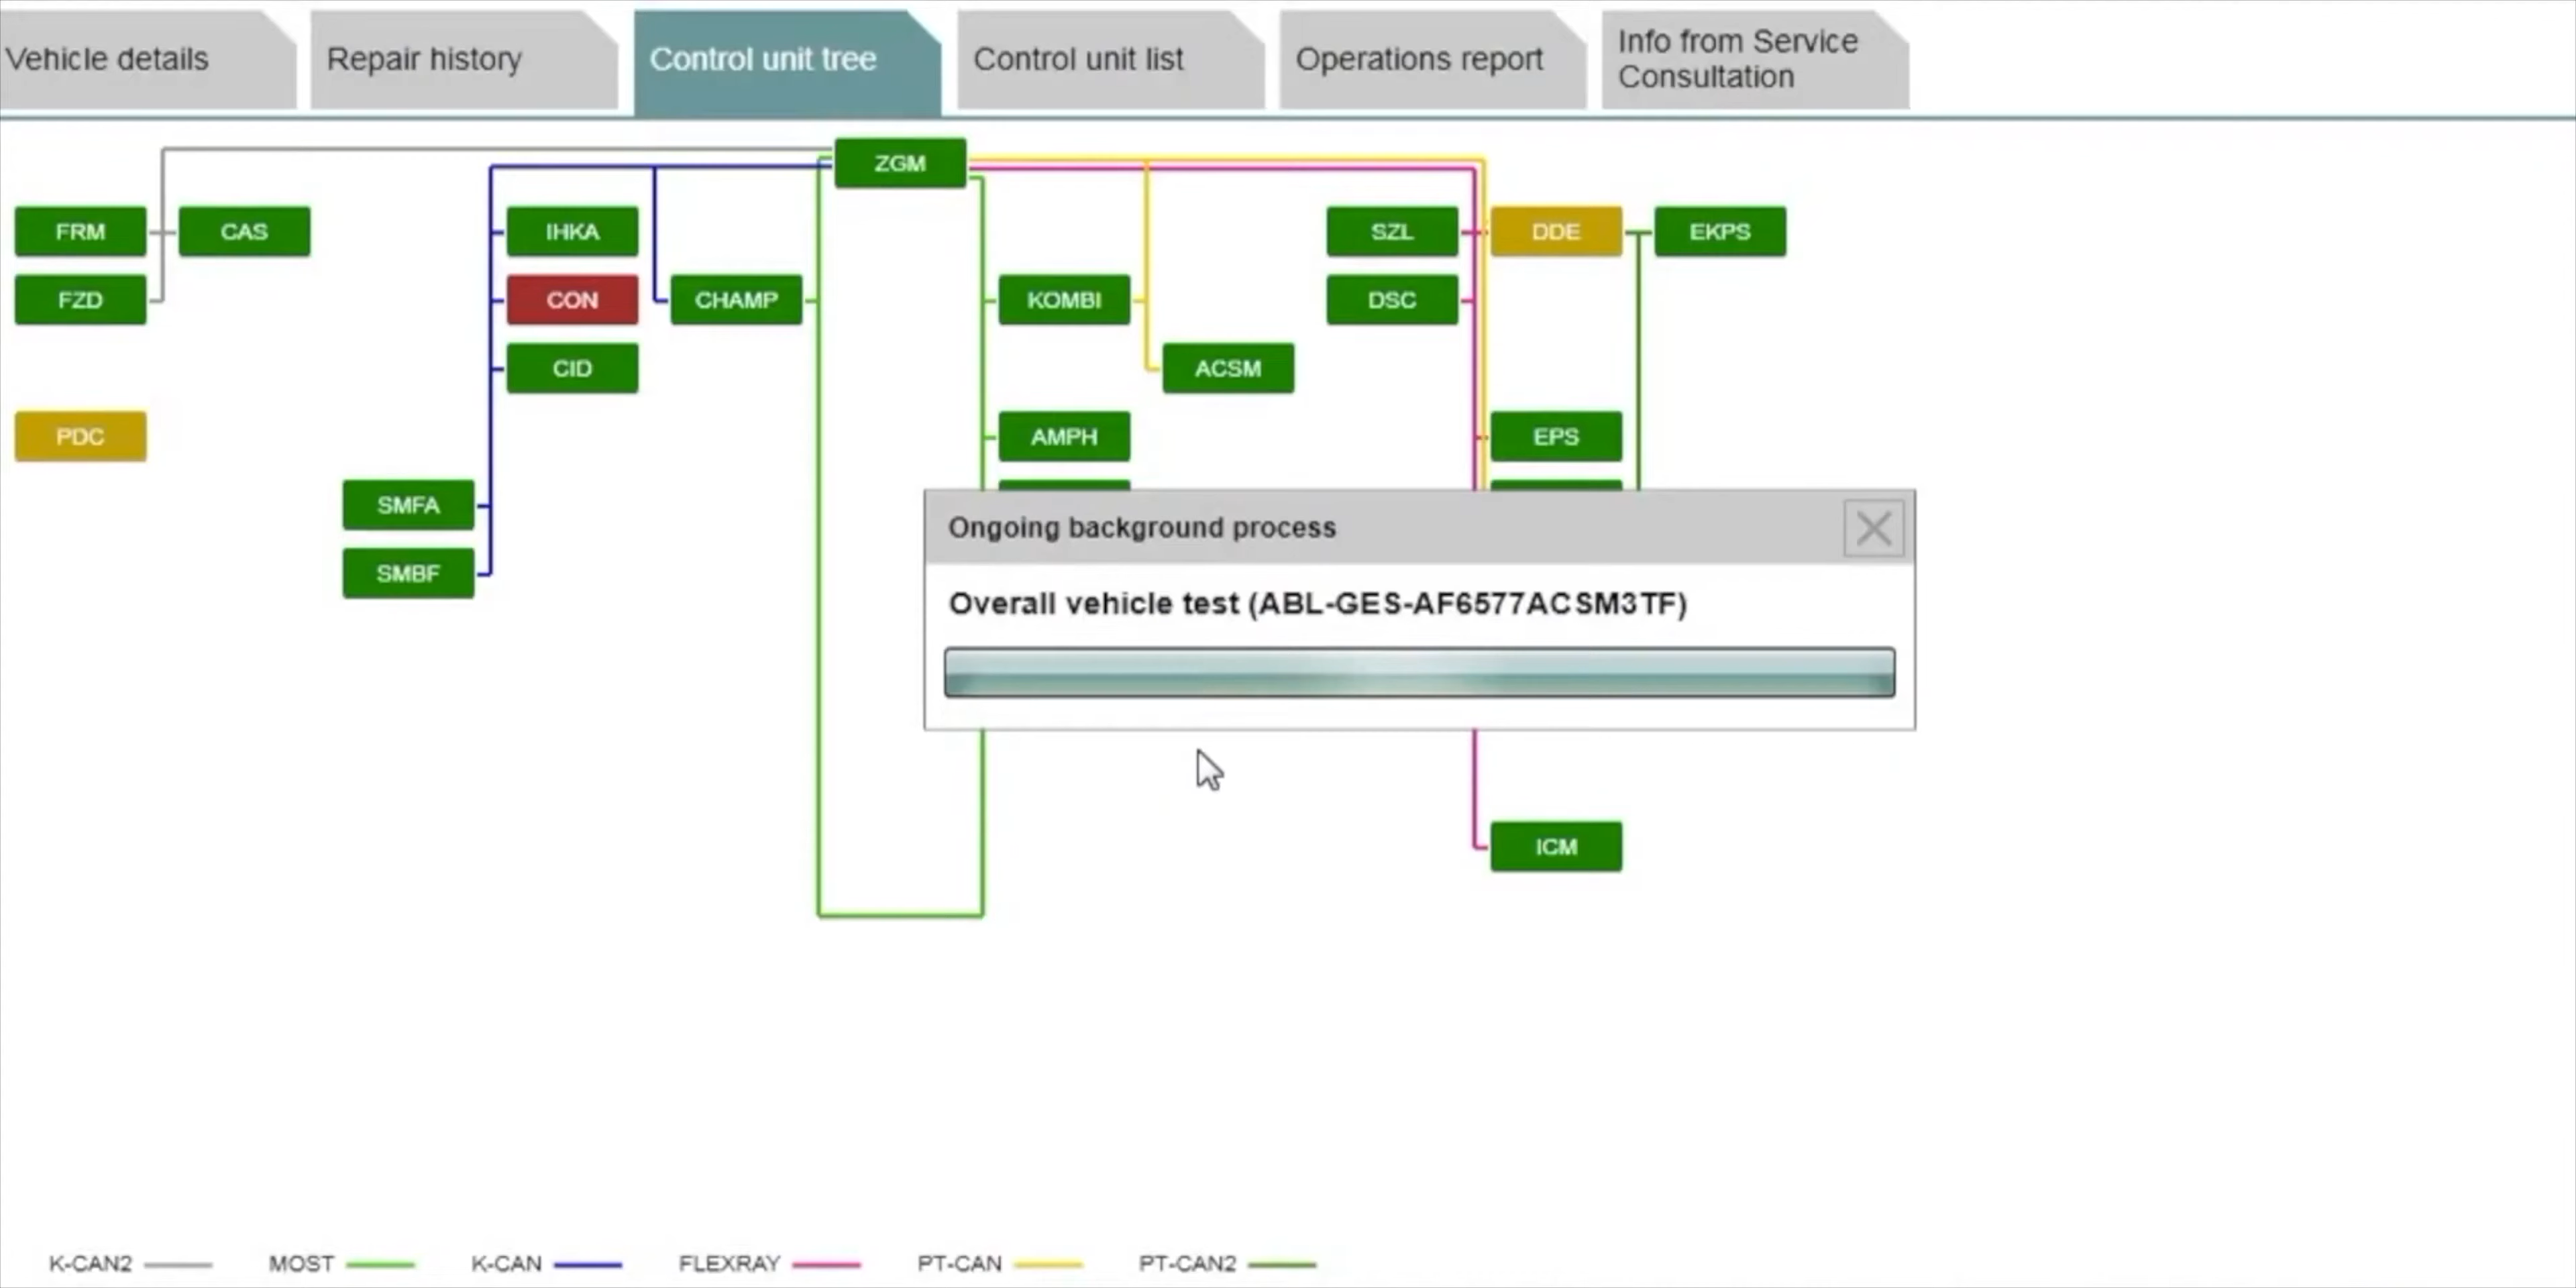 Vehicle details
Repair history
Control unit tree
Control unit list
Operations report
Info from Service
Consultation
ZGM
FRM
CAS
IHKA
SZL
DDE
EKPS
FZD
CON
CHAMP
KOMBI
DSC
CID
ACSM
PDC
AMPH
EPS
SMFA
SMBF
Ongoing background process
Overall vehicle test (ABL-GES-AF6577ACSM3TF)
ICM
K-CAN2
MOST
K-CAN
FLEXRAY
PT-CAN
PT-CAN2